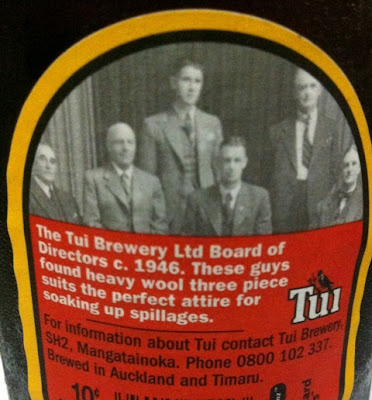 The Tui Brewery Ltd Board of
Directors c. 1946. These guys
found heavy wool three piece
suits the perfect attire for
soaking up spillages.
Tui
For information about Tui contact Tui Brewery,
SH2, Mangatainoka. Phone 0800 102 337.
Brewed in Auckland and Timaru.
10¢